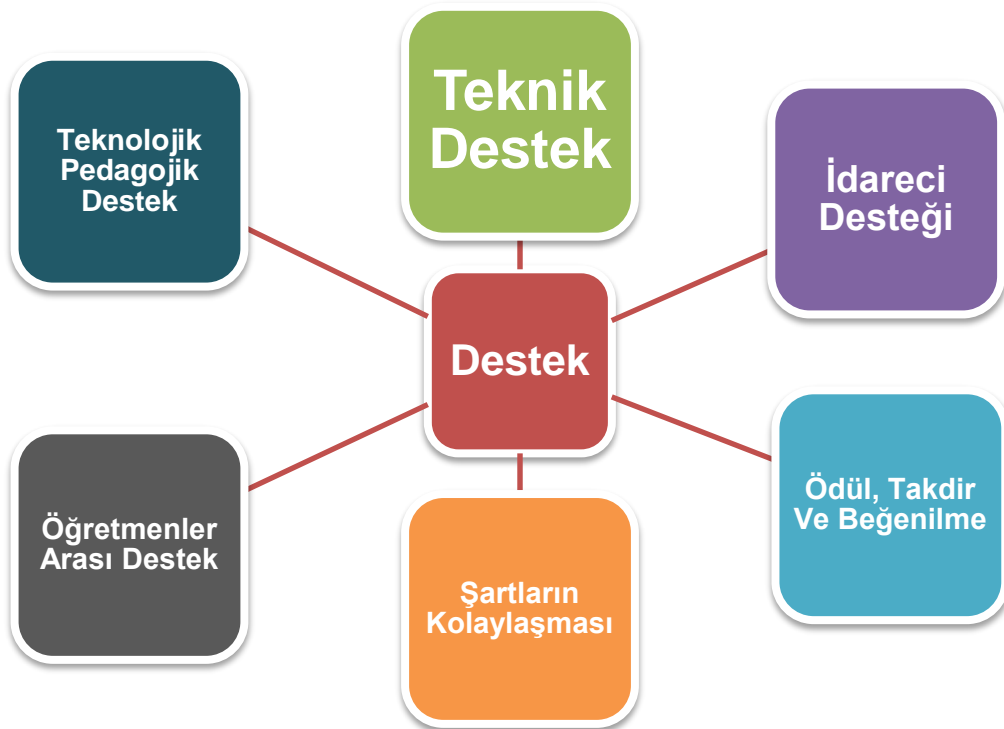 Teknik
Destek
Teknolojik
Pedagojik
Destek
İdareci
Desteği
Destek
Öğretmenler
Arası Destek
Ödül, Takdir
Ve Beğenilme
Şartların
Kolaylaşması